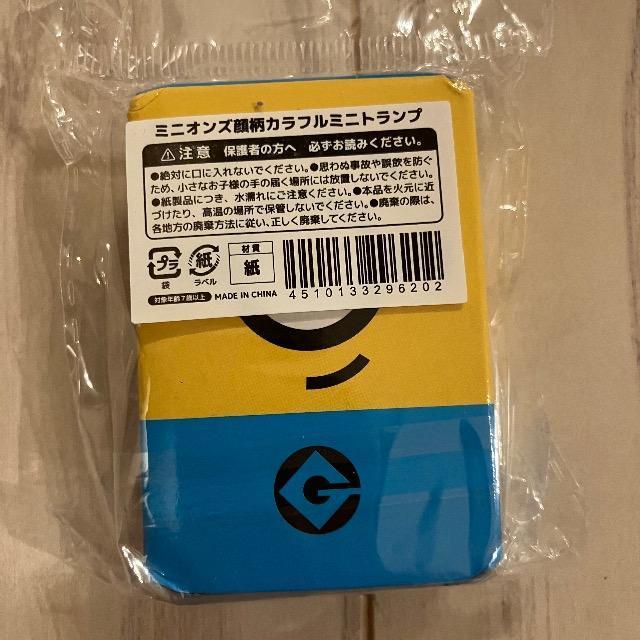 ミニオンズ顔柄カラフルミニトランプ
⚠注意 保護者の方へ 必ずお読みください。
●絶対に口に入れないでください。●思わぬ事故や誤飲を防ぐ
ため、小さなお子様の手の届く場所には放置しないでください。
●紙製品につき、水濡れにご注意ください。●本品を火元に近
づけたり、高温の場所で保管しないでください。●廃棄の際は、
各地方の廃棄方法に従い、正しく廃棄してください。
プラ
袋
紙
ラベル
材質
紙
4510133296202
対象年齢7歳以上
MADE IN CHINA
G